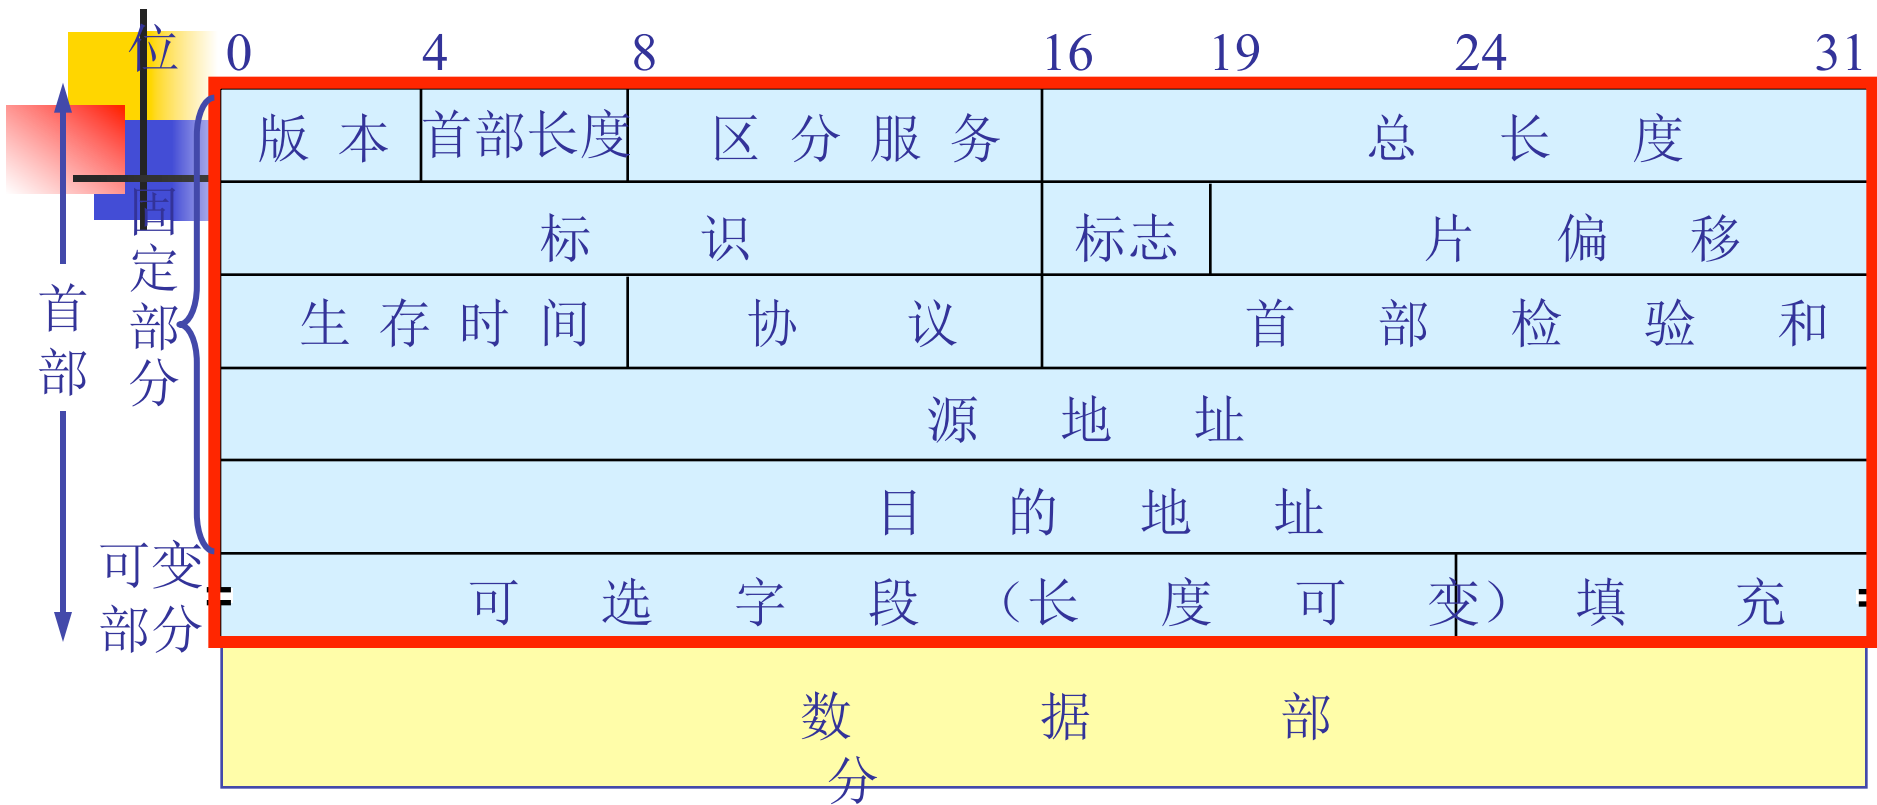 位 0 4 8 16 19 24 31
版本 首部长度 区分服务 总长度
标识 标志 片偏移
生存时间 协议 首部检验和
源地址
目的地址
可选字段（长度可变） 填充
数据部
分
首部
固定部分
可变
部分